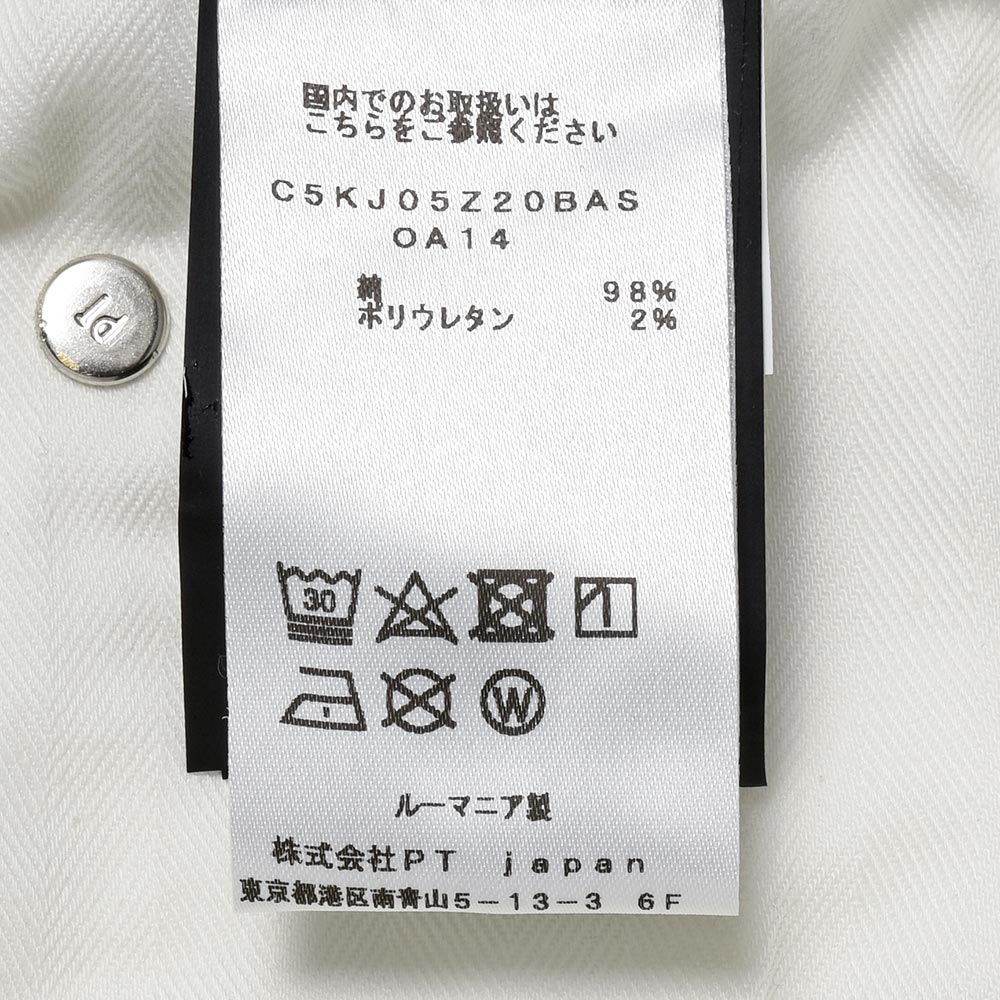 国内でのお取扱いは
こちらをご参照ください
C5KJ05Z20BAS
OA14
綿 98%
ポリウレタン 2%
30
W
ルーマニア製
株式会社PT japan
東京都港区南青山5-13-3 6F